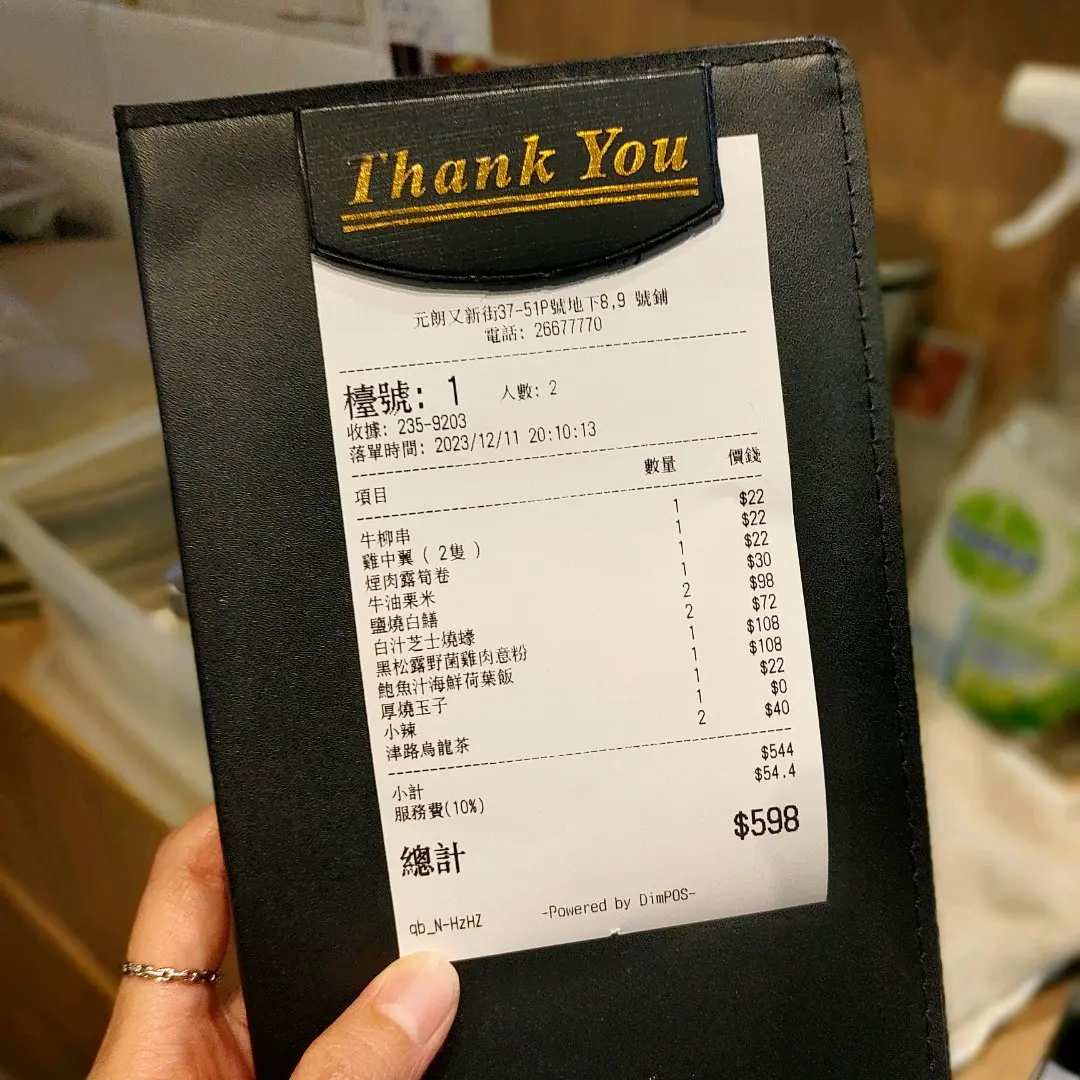 Thank You
元朗又新街37-51P號地下8,9 號鋪
電話: 26677770
檯號: 1 人數: 2
收據: 235-9203
落單時間: 2023/12/11 20:10:13
項目 數量 價錢
牛柳串 1 $22
雞中翼 ( 2隻 ) 1 $22
煙肉露筍卷 1 $22
牛油粟米 1 $30
鹽燒白鱔 2 $98
白汁芝士燒蠔 2 $72
黑松露野菌雞肉意粉 1 $108
鮑魚汁海鮮荷葉飯 1 $108
厚燒玉子 1 $22
小辣 1 $0
津路烏龍茶 2 $40
小計 $544
服務費(10%) $54.4
總計 $598
qb_N-HzHZ -Powered by DimPOS-